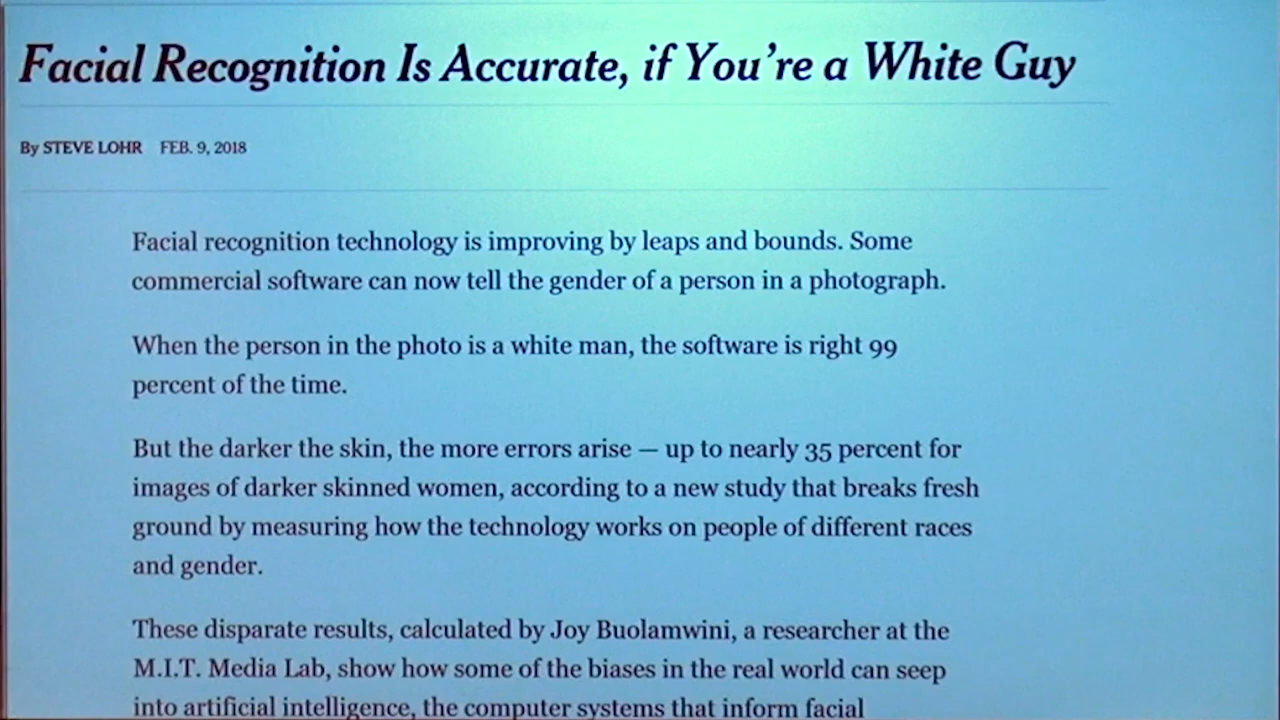 Facial Recognition Is Accurate, if You're a White Guy
By STEVE LOHR FEB. 9, 2018
Facial recognition technology is improving by leaps and bounds. Some
commercial software can now tell the gender of a person in a photograph.
When the person in the photo is a white man, the software is right 99
percent of the time.
But the darker the skin, the more errors arise — up to nearly 35 percent for
images of darker skinned women, according to a new study that breaks fresh
ground by measuring how the technology works on people of different races
and gender.
These disparate results, calculated by Joy Buolamwini, a researcher at the
M.I.T. Media Lab, show how some of the biases in the real world can seep
into artificial intelligence, the computer systems that inform facial